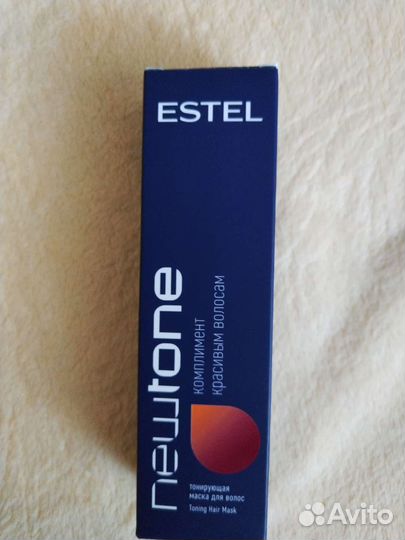 ESTEL
newtone
комплимент
красивым волосам
тонирующая
маска для волос
Toning Hair Mask
Avito